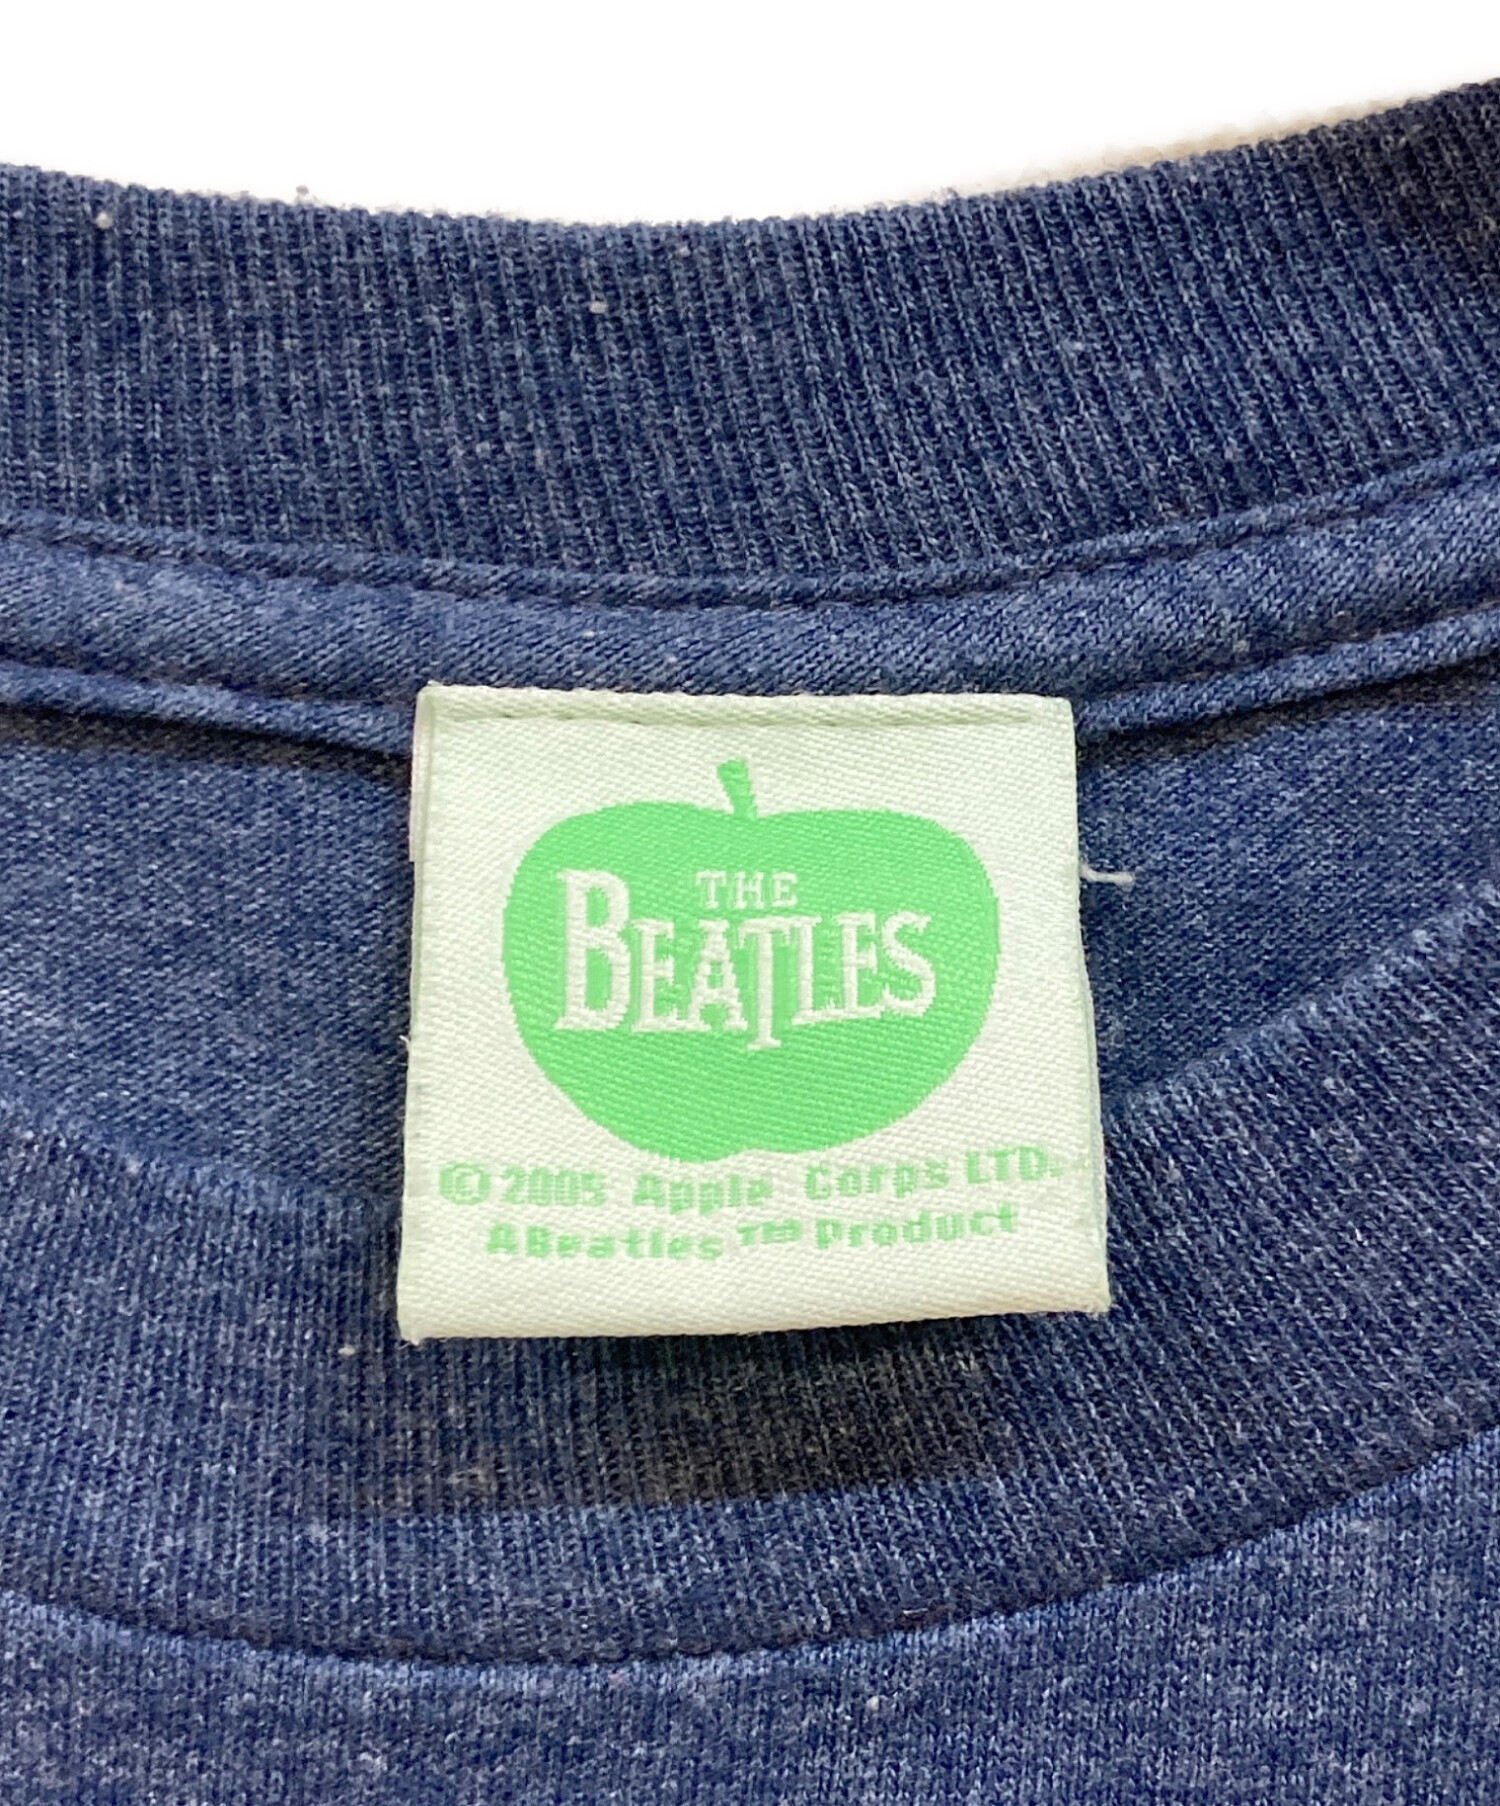 THE
BEATLES
© 2005 Apple Corps LTD.
A Beatles ™ Product